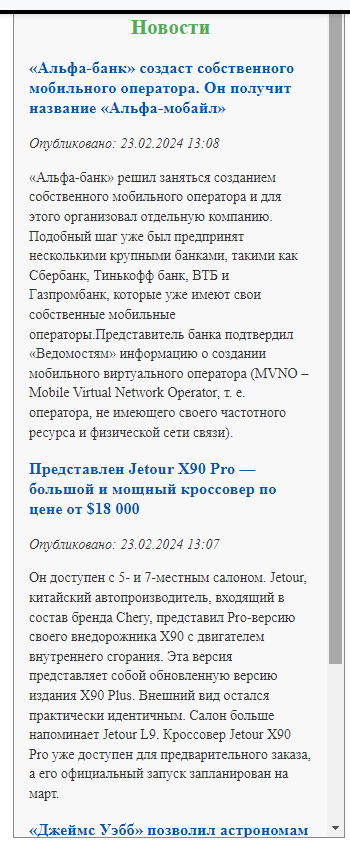 Новости
«Альфа-банк» создаст собственного
мобильного оператора. Он получит
название «Альфа-мобайл»
Опубликовано: 23.02.2024 13:08
«Альфа-банк» решил заняться созданием
собственного мобильного оператора и для
этого организовал отдельную компанию.
Подобный шаг уже был предпринят
несколькими крупными банками, такими как
Сбербанк, Тинькофф банк, ВТБ и
Газпромбанк, которые уже имеют свои
собственные мобильные
операторы.Представитель банка подтвердил
«Ведомостям» информацию о создании
мобильного виртуального оператора (MVNO –
Mobile Virtual Network Operator, т. е.
оператора, не имеющего своего частотного
ресурса и физической сети связи).
Представлен Jetour X90 Pro —
большой и мощный кроссовер по
цене от $18 000
Опубликовано: 23.02.2024 13:07
Он доступен с 5- и 7-местным салоном. Jetour,
китайский автопроизводитель, входящий в
состав бренда Chery, представил Pro-версию
своего внедорожника X90 с двигателем
внутреннего сгорания. Эта версия
представляет собой обновленную версию
издания X90 Plus. Внешний вид остался
практически идентичным. Салон больше
напоминает Jetour L9. Кроссовер Jetour X90
Pro уже доступен для предварительного заказа,
а его официальный запуск запланирован на
март.
«Джеймс Уэбб» позволил астрономам